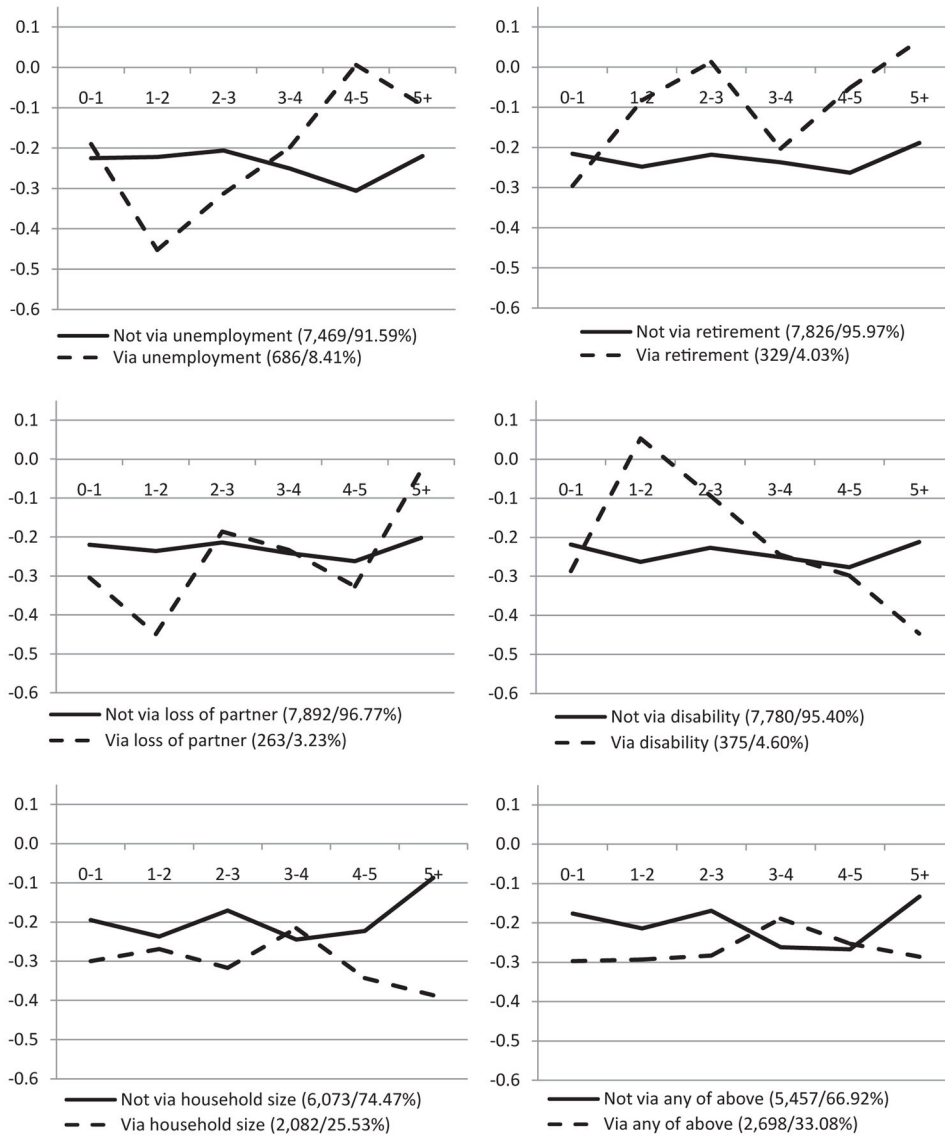 0.1
0.0
-0.1
-0.2
-0.3
-0.4
-0.5
-0.6
0-1 1-2 2-3 3-4 4-5 5+
Not via unemployment (7,469/91.59%)
Via unemployment (686/8.41%)
0.1
0.0
-0.1
-0.2
-0.3
-0.4
-0.5
-0.6
0-1 1-2 2-3 3-4 4-5 5+
Not via retirement (7,826/95.97%)
Via retirement (329/4.03%)
0.1
0.0
-0.1
-0.2
-0.3
-0.4
-0.5
-0.6
0-1 1-2 2-3 3-4 4-5 5+
Not via loss of partner (7,892/96.77%)
Via loss of partner (263/3.23%)
0.1
0.0
-0.1
-0.2
-0.3
-0.4
-0.5
-0.6
0-1 1-2 2-3 3-4 4-5 5+
Not via disability (7,780/95.40%)
Via disability (375/4.60%)
0.1
0.0
-0.1
-0.2
-0.3
-0.4
-0.5
-0.6
0-1 1-2 2-3 3-4 4-5 5+
Not via household size (6,073/74.47%)
Via household size (2,082/25.53%)
0.1
0.0
-0.1
-0.2
-0.3
-0.4
-0.5
-0.6
0-1 1-2 2-3 3-4 4-5 5+
Not via any of above (5,457/66.92%)
Via any of above (2,698/33.08%)